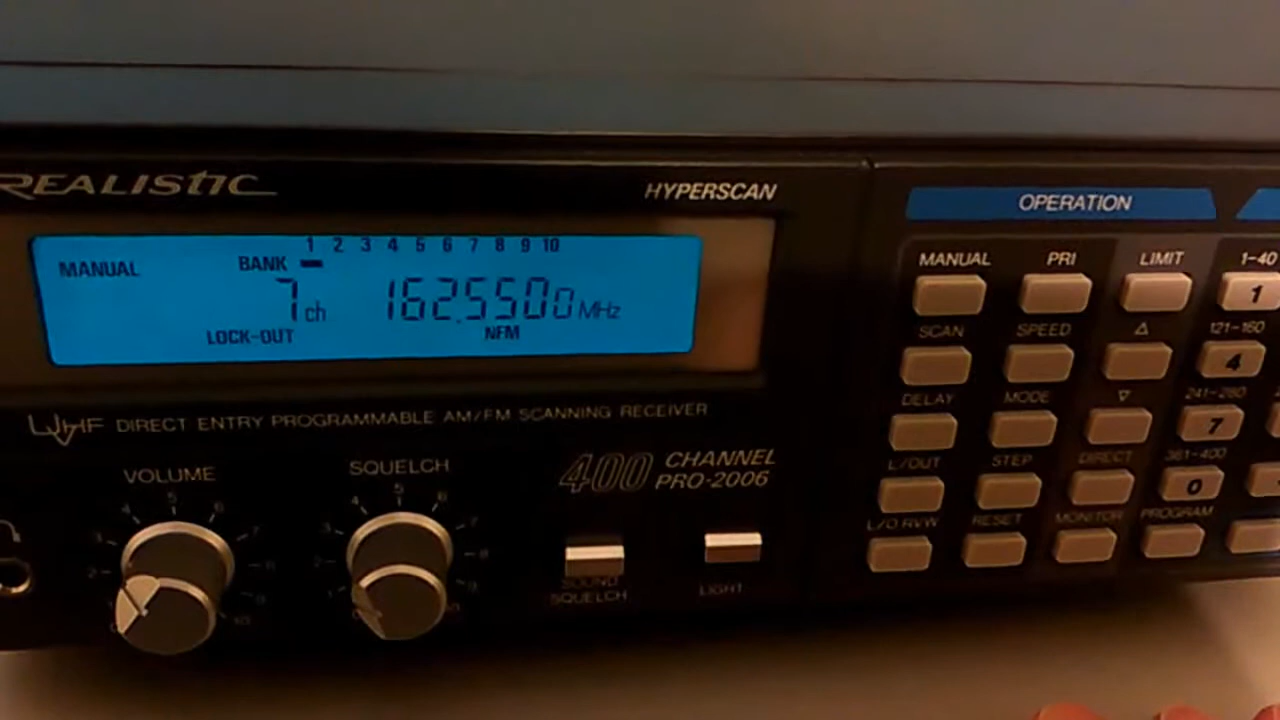 REALISTIC
HYPERSCAN
1 2 3 4 5 6 7 8 9 10
MANUAL BANK
7 ch 162.5500 MHz
LOCK-OUT NFM
U VHF DIRECT ENTRY PROGRAMMABLE AM/FM SCANNING RECEIVER
VOLUME
SQUELCH
400 CHANNEL
PRO-2006
SOUND
SQUELCH
LIGHT
OPERATION
MANUAL PRI LIMIT 1-40
1
SCAN SPEED △ 121-160
4
DELAY MODE ▽ 241-280
7
L/OUT STEP DIRECT 361-400
0
L/O RVW RESET MONITOR PROGRAM